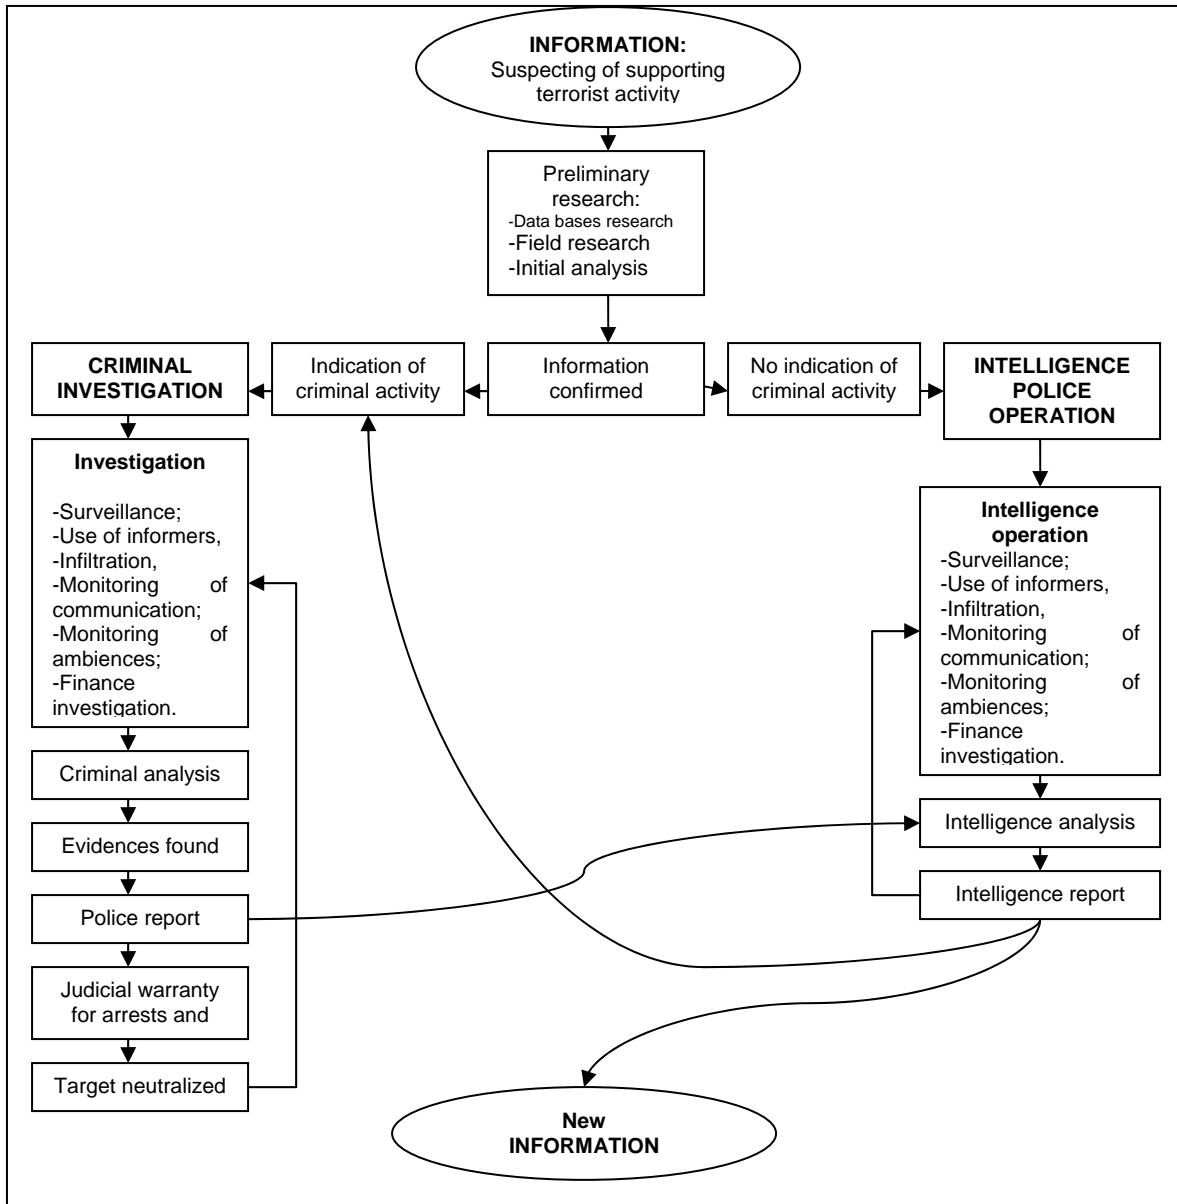 INFORMATION:
Suspecting of supporting
terrorist activity
Preliminary
research:
-Data bases research
-Field research
-Initial analysis
CRIMINAL
INVESTIGATION
Indication of
criminal activity
Information
confirmed
No indication of
criminal activity
INTELLIGENCE
POLICE
OPERATION
Investigation
-Surveillance;
-Use of informers,
-Infiltration,
-Monitoring of
communication;
-Monitoring of
ambiences;
-Finance
investigation.
Intelligence
operation
-Surveillance;
-Use of informers,
-Infiltration,
-Monitoring of
communication;
-Monitoring of
ambiences;
-Finance
investigation.
Criminal analysis
Evidences found
Police report
Judicial warranty
for arrests and
Target neutralized
Intelligence analysis
Intelligence report
New
INFORMATION